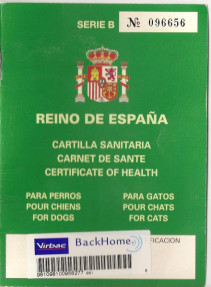 SERIE B
№ 096656
REINO DE ESPAÑA
CARTILLA SANITARIA
CARNET DE SANTE
CERTIFICATE OF HEALTH
PARA PERROS
POUR CHIENS
FOR DOGS
PARA GATOS
POUR CHATS
FOR CATS
Virbac
BackHome